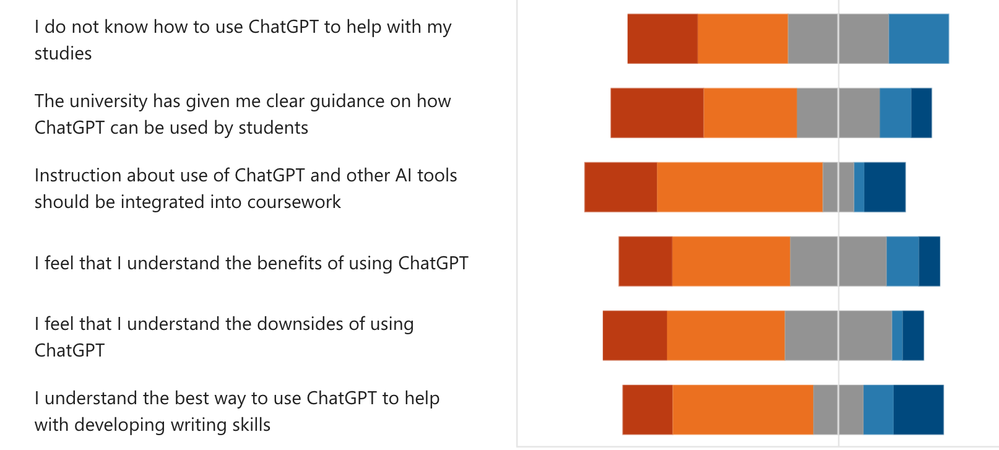 I do not know how to use ChatGPT to help with my
studies
The university has given me clear guidance on how
ChatGPT can be used by students
Instruction about use of ChatGPT and other AI tools
should be integrated into coursework
I feel that I understand the benefits of using ChatGPT
I feel that I understand the downsides of using
ChatGPT
I understand the best way to use ChatGPT to help
with developing writing skills